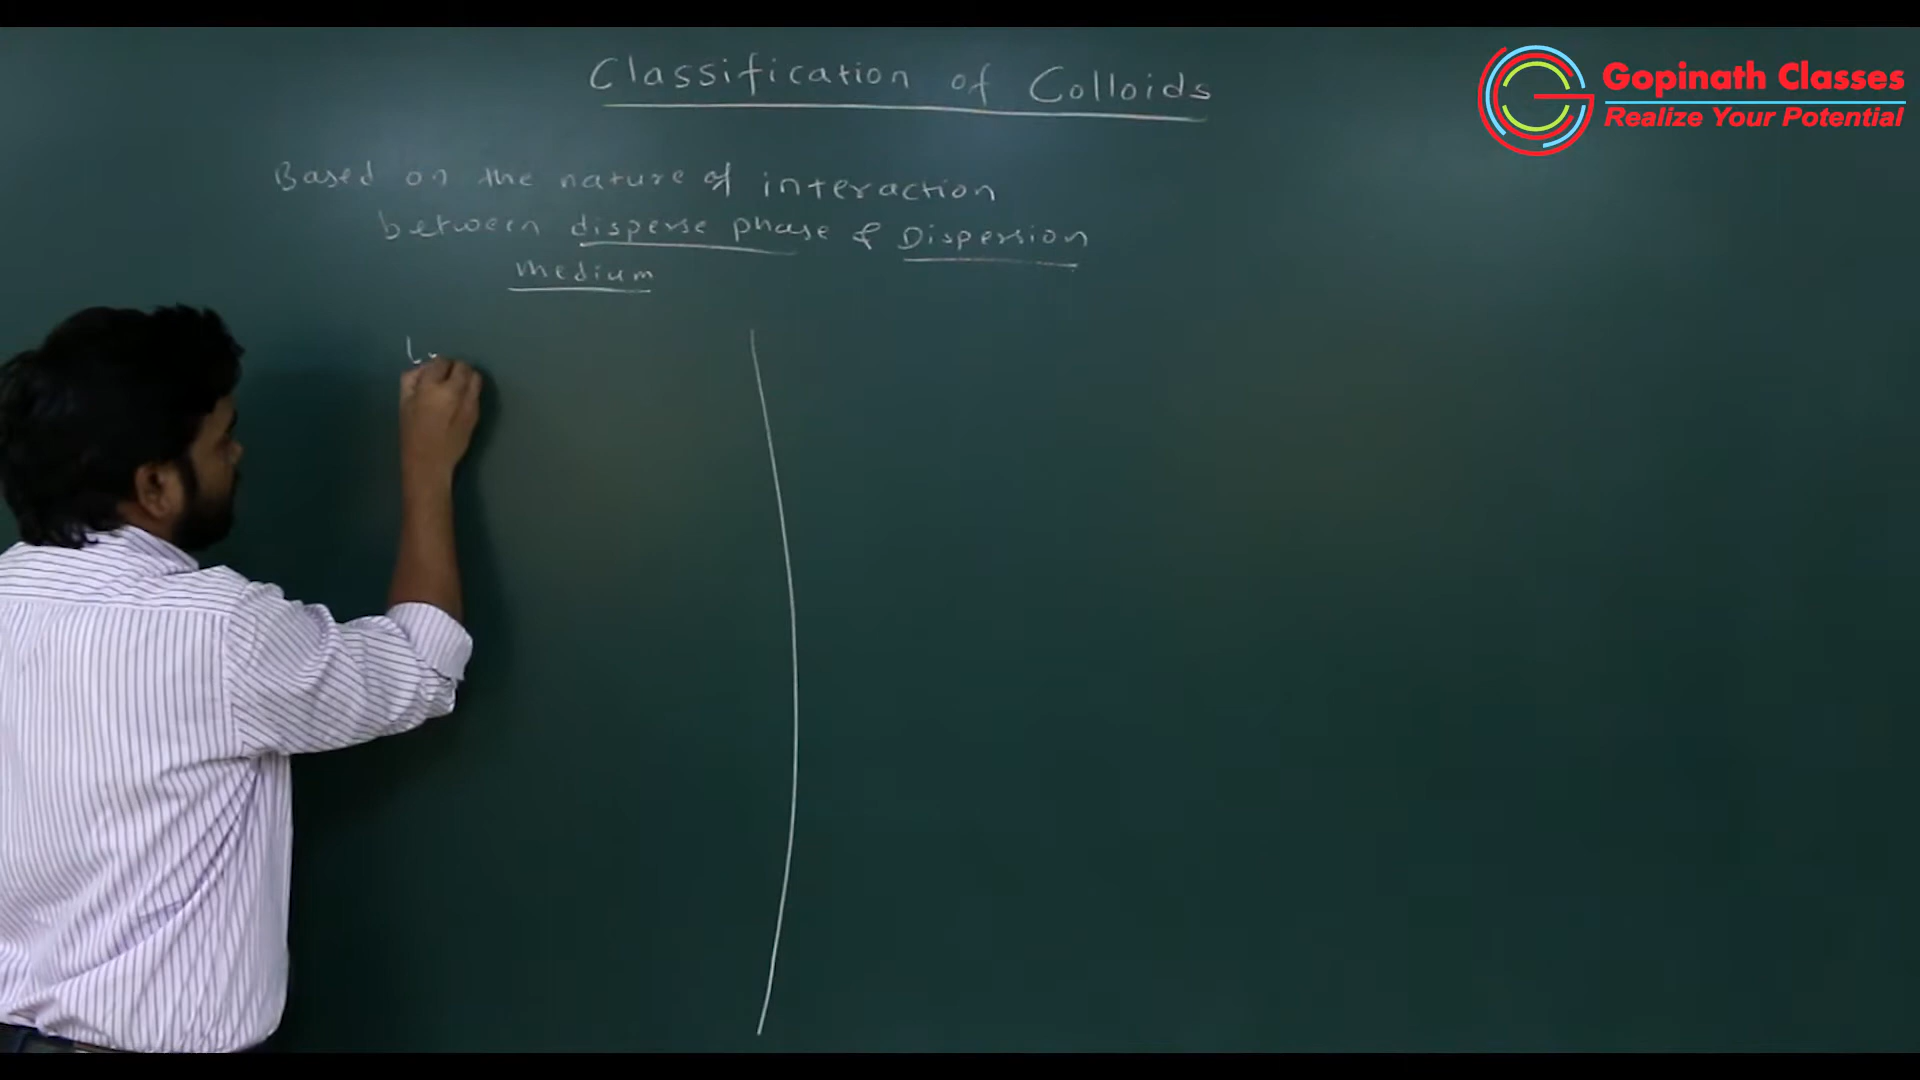 Classification of Colloids
Gopinath Classes
Realize Your Potential
Based on the nature of interaction
between disperse phase & Dispersion
medium